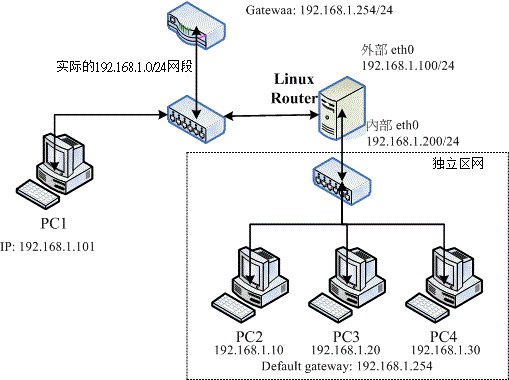 Gatewaa: 192.168.1.254/24
实际的192.168.1.0/24网段
外部 eth0
192.168.1.100/24
Linux
Router
內部 eth0
192.168.1.200/24
独立区网
PC1
IP: 192.168.1.101
PC2
192.168.1.10
PC3
192.168.1.20
PC4
192.168.1.30
Default gateway: 192.168.1.254